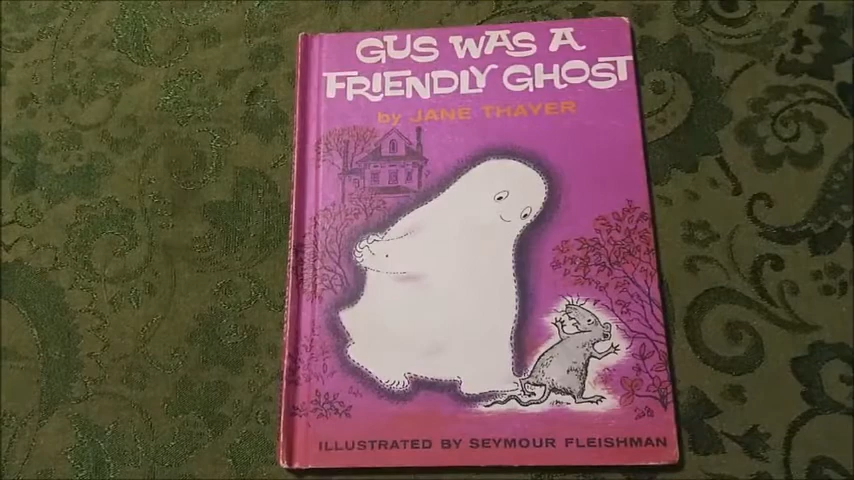 GUS WAS A
FRIENDLY GHOST
by JANE THAYER
ILLUSTRATED BY SEYMOUR FLEISHMAN